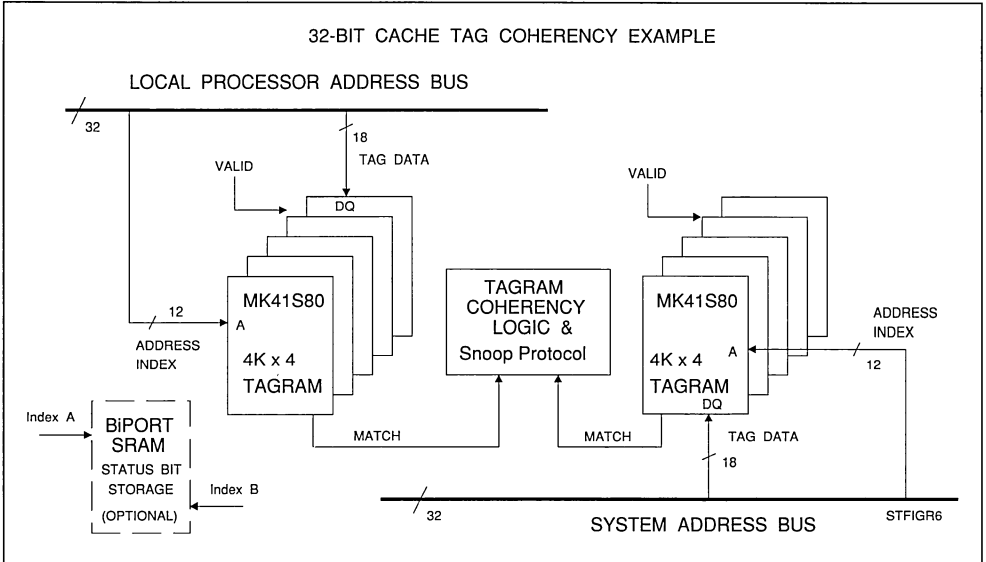 32-BIT CACHE TAG COHERENCY EXAMPLE
LOCAL PROCESSOR ADDRESS BUS
32
18
TAG DATA
VALID
DQ
MK41S80
A
4K x 4
TAGRAM
12
ADDRESS
INDEX
TAGRAM
COHERENCY
LOGIC &
Snoop Protocol
VALID
MK41S80
A
4K x 4
TAGRAM
DQ
ADDRESS
INDEX
12
MATCH
MATCH
TAG DATA
18
Index A
BiPORT
SRAM
STATUS BIT
STORAGE
(OPTIONAL)
Index B
32
SYSTEM ADDRESS BUS
STFIGR6